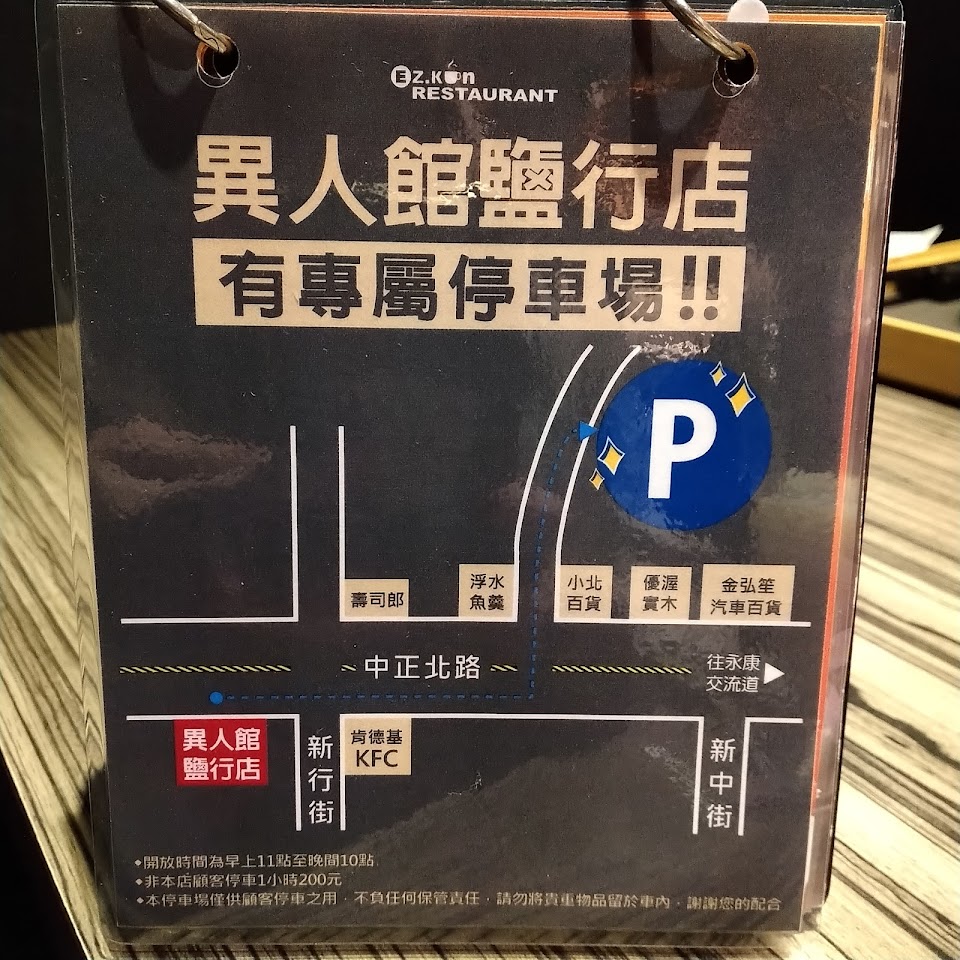 EZ.Kun
RESTAURANT
異人館鹽行店
有專屬停車場!!
P
壽司郎
浮水
魚羹
小北
百貨
優渥
實木
金弘笙
汽車百貨
中正北路
往永康
交流道
異人館
鹽行店
新行街
肯德基
KFC
新中街
◆開放時間為早上11點至晚間10點.
◆非本店顧客停車1小時200元
◆本停車場僅供顧客停車之用,不負任何保管責任,請勿將貴重物品留於車內,謝謝您的配合